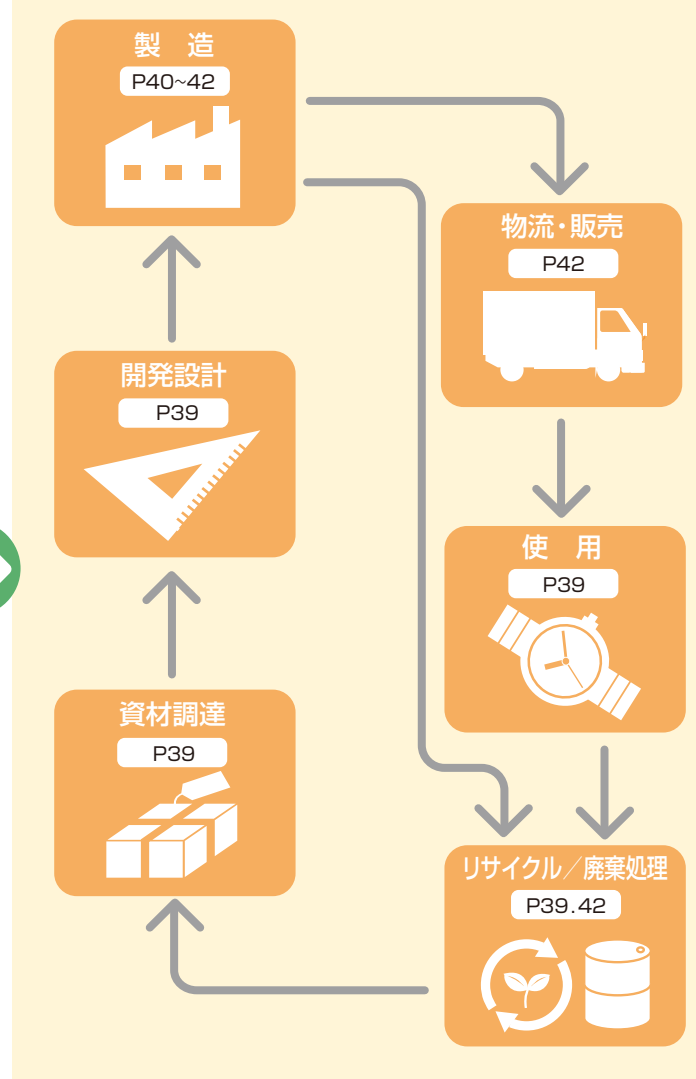 製　造
P40~42
物流・販売
P42
開発設計
P39
使　用
P39
資材調達
P39
リサイクル／廃棄処理
P39.42